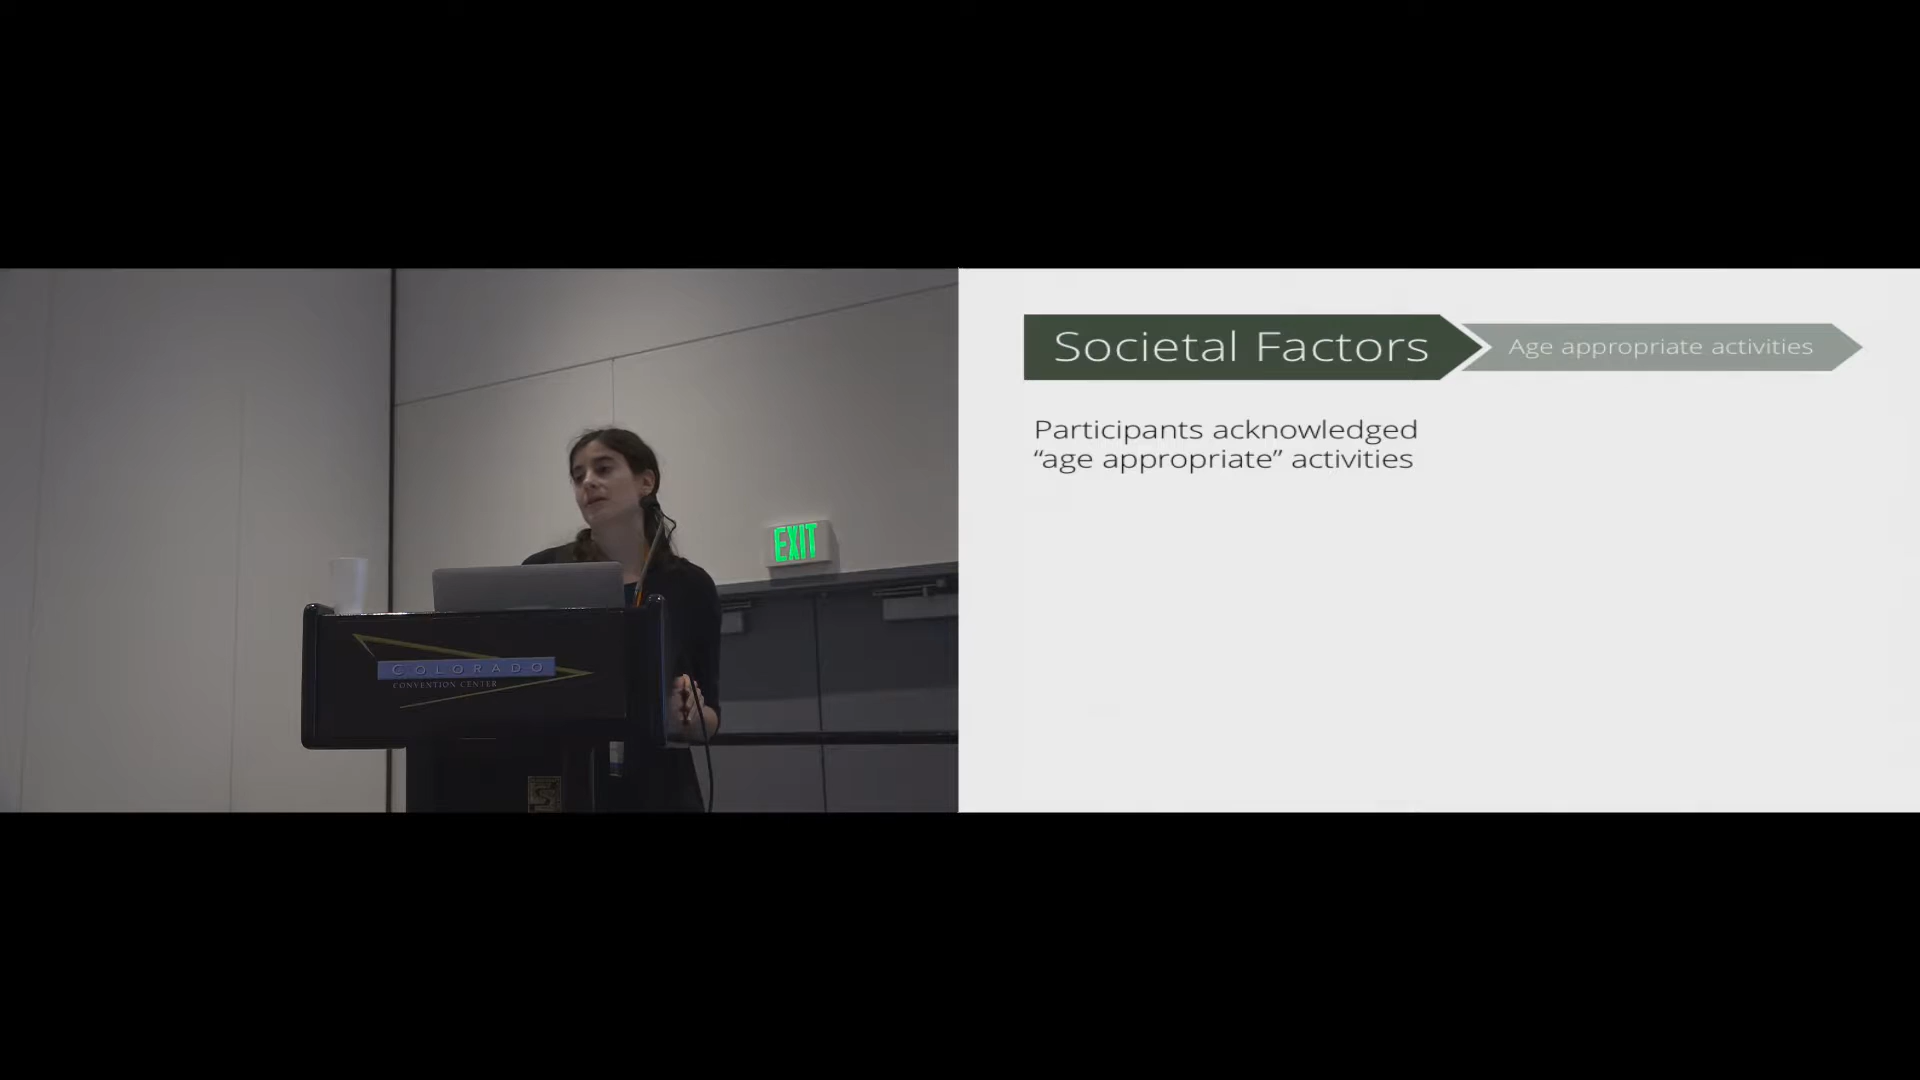 Societal Factors
Age appropriate activities
Participants acknowledged
“age appropriate” activities
EXIT
COLORADO
CONVENTION CENTER